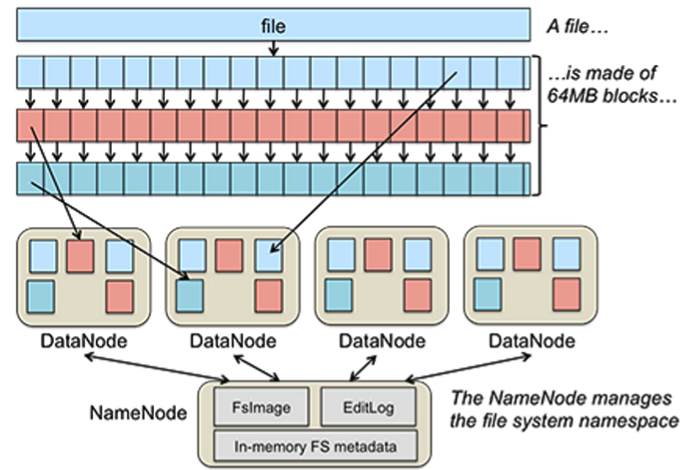 file
A file…
…is made of
64MB blocks…
DataNode
DataNode
DataNode
DataNode
NameNode
FsImage
EditLog
In-memory FS metadata
The NameNode manages
the file system namespace